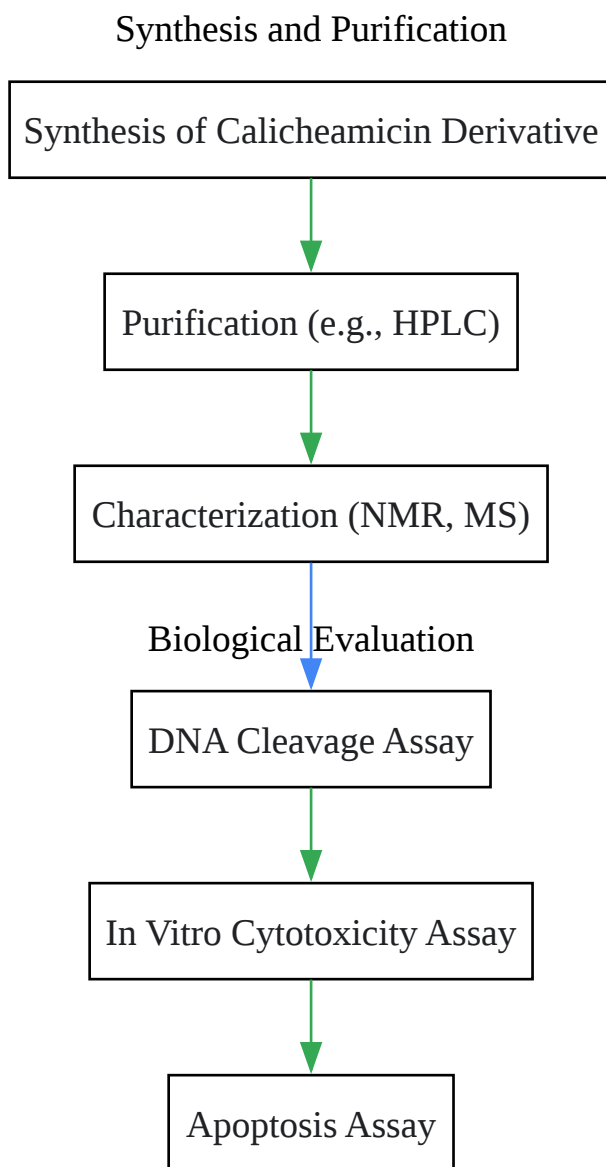 Synthesis and Purification
Synthesis of Calicheamicin Derivative
Purification (e.g., HPLC)
Characterization (NMR, MS)
Biological Evaluation
DNA Cleavage Assay
In Vitro Cytotoxicity Assay
Apoptosis Assay